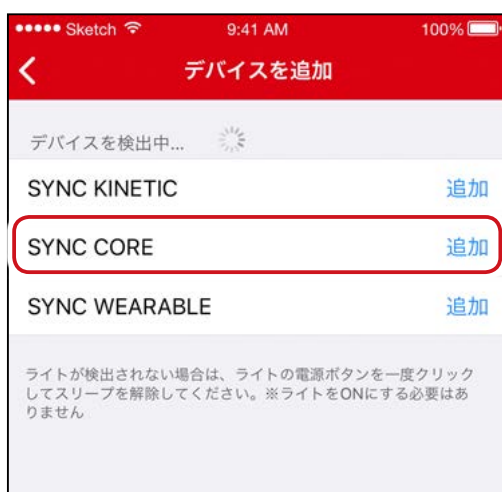 ●●●●● Sketch 9:41 AM 100%
デバイスを追加
デバイスを検出中...
SYNC KINETIC 追加
SYNC CORE 追加
SYNC WEARABLE 追加
ライトが検出されない場合は、ライトの電源ボタンを一度クリック
してスリープを解除してください。※ライトをONにする必要はあ
りません